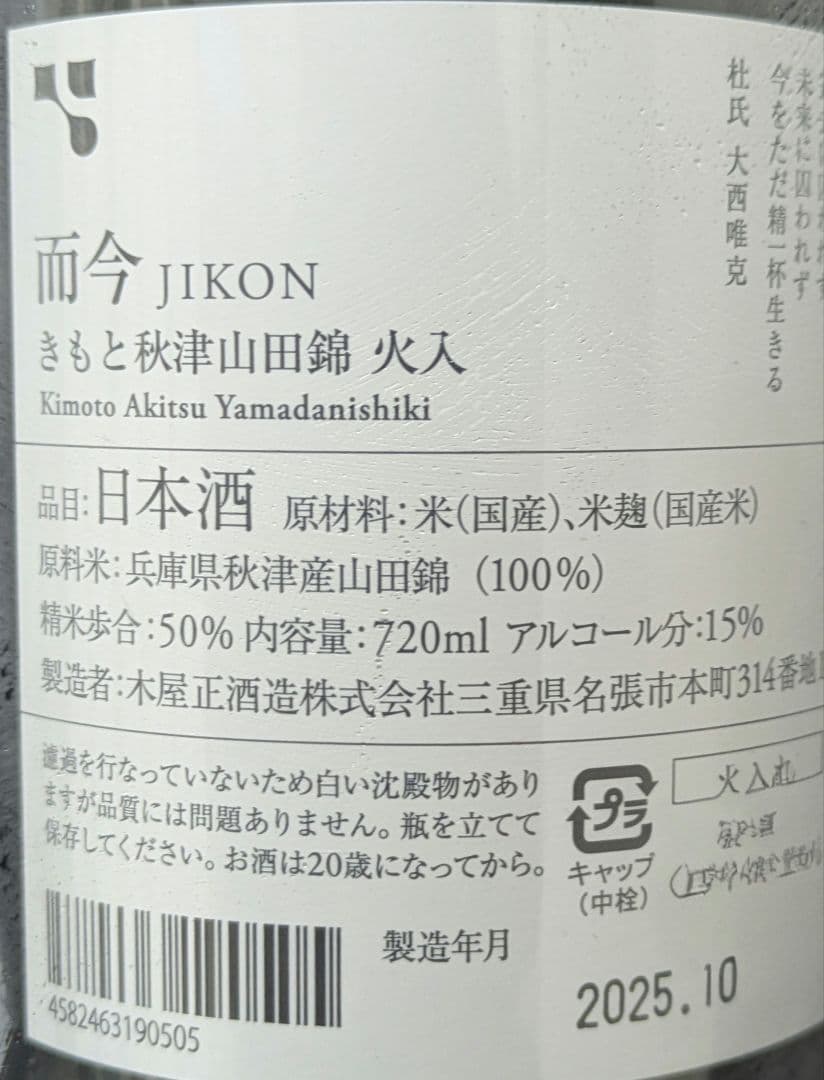 未来に囚われず
今をただ精一杯生きる
杜氏 大西唯克
而今 JIKON
きもと秋津山田錦 火入
Kimoto Akitsu Yamadanishiki
品目:日本酒 原材料:米(国産)、米麹(国産米)
原料米:兵庫県秋津産山田錦 (100%)
精米歩合:50% 内容量:720ml アルコール分:15%
製造者:木屋正酒造株式会社三重県名張市本町314番地
濾過を行なっていないため白い沈殿物があり
ますが品質には問題ありません。瓶を立てて
保存してください。お酒は20歳になってから。
プラ
キャップ
(中栓)
火入れ
製造年月
2025.10
4582463190505